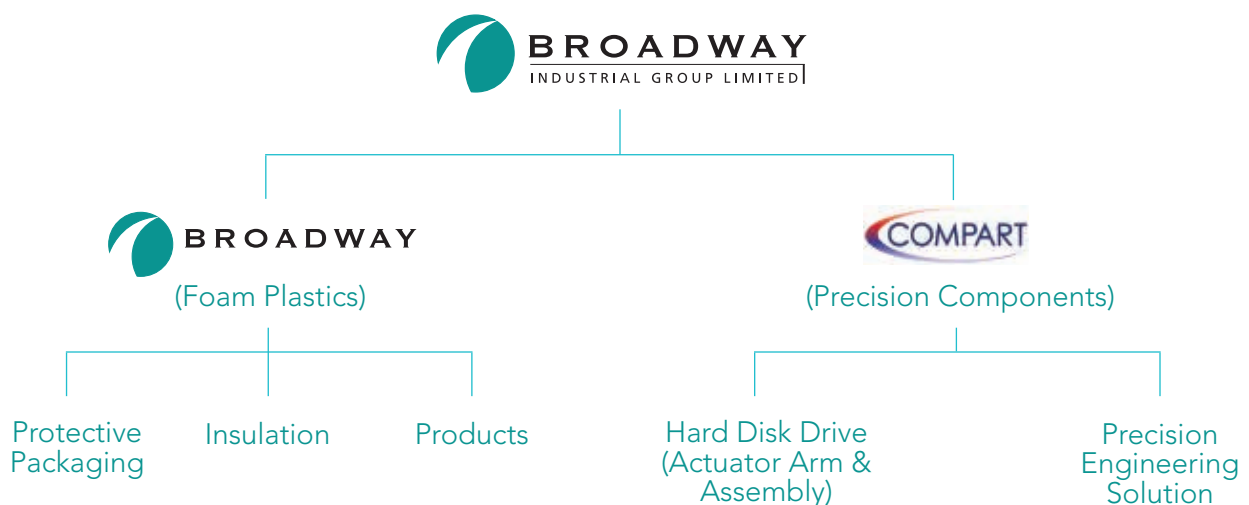 BROADWAY
INDUSTRIAL GROUP LIMITED
BROADWAY
(Foam Plastics)
COMPART
(Precision Components)
Protective
Packaging
Insulation
Products
Hard Disk Drive
(Actuator Arm &
Assembly)
Precision
Engineering
Solution